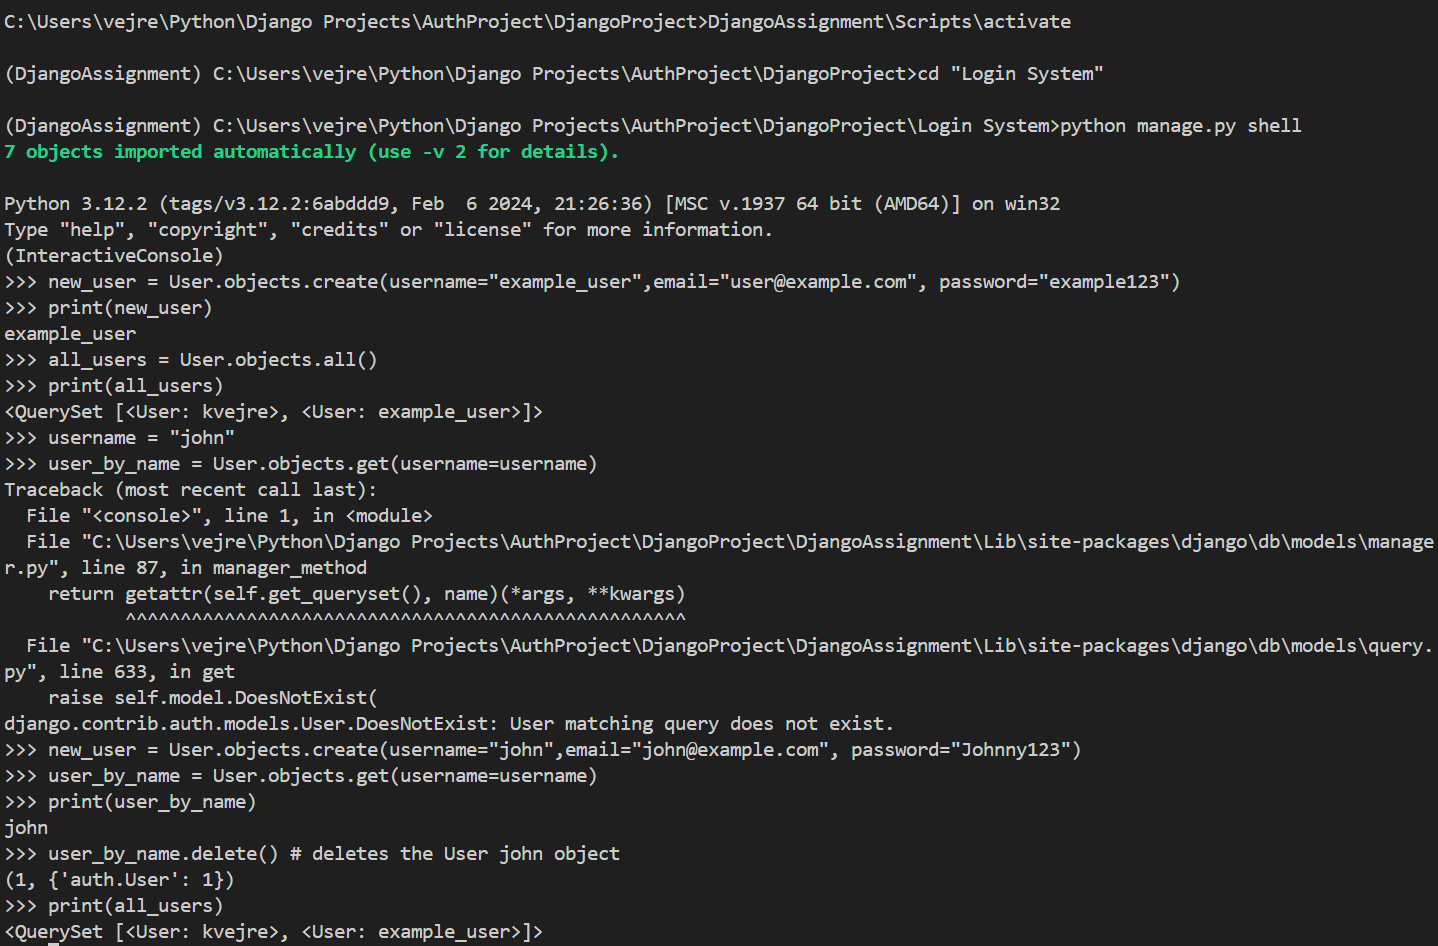 C:\Users\vejre\Python\Django Projects\AuthProject\DjangoProject>DjangoAssignment\Scripts\activate
(DjangoAssignment) C:\Users\vejre\Python\Django Projects\AuthProject\DjangoProject>cd "Login System"
(DjangoAssignment) C:\Users\vejre\Python\Django Projects\AuthProject\DjangoProject\Login System>python manage.py shell
7 objects imported automatically (use -v 2 for details).
Python 3.12.2 (tags/v3.12.2:6abddd9, Feb  6 2024, 21:26:36) [MSC v.1937 64 bit (AMD64)] on win32
Type "help", "copyright", "credits" or "license" for more information.
(InteractiveConsole)
>>> new_user = User.objects.create(username="example_user",email="user@example.com", password="example123")
>>> print(new_user)
example_user
>>> all_users = User.objects.all()
>>> print(all_users)
<QuerySet [<User: kvejre>, <User: example_user>]>
>>> username = "john"
>>> user_by_name = User.objects.get(username=username)
Traceback (most recent call last):
  File "<console>", line 1, in <module>
  File "C:\Users\vejre\Python\Django Projects\AuthProject\DjangoProject\DjangoAssignment\Lib\site-packages\django\db\models\manage
r.py", line 87, in manager_method
    return getattr(self.get_queryset(), name)(*args, **kwargs)
           ^^^^^^^^^^^^^^^^^^^^^^^^^^^^^^^^^^^^^^^^^^^^^^^^^^^
  File "C:\Users\vejre\Python\Django Projects\AuthProject\DjangoProject\DjangoAssignment\Lib\site-packages\django\db\models\query.
py", line 633, in get
    raise self.model.DoesNotExist(
django.contrib.auth.models.User.DoesNotExist: User matching query does not exist.
>>> new_user = User.objects.create(username="john",email="john@example.com", password="Johnny123")
>>> user_by_name = User.objects.get(username=username)
>>> print(user_by_name)
john
>>> user_by_name.delete() # deletes the User john object
(1, {'auth.User': 1})
>>> print(all_users)
<QuerySet [<User: kvejre>, <User: example_user>]>